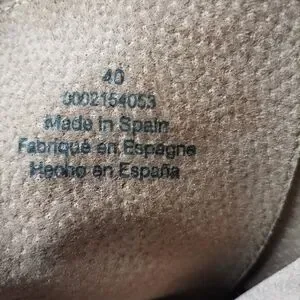 40
0002154053
Made in Spain
Fabriqué en Espagne
Hecho en España